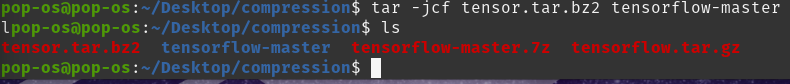 pop-os@pop-os:~/Desktop/compression$ tar -jcf tensor.tar.bz2 tensorflow-master
lpop-os@pop-os:~/Desktop/compression$ ls
tensor.tar.bz2  tensorflow-master  tensorflow-master.7z  tensorflow.tar.gz
pop-os@pop-os:~/Desktop/compression$